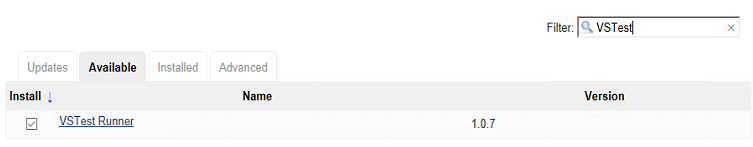 Filter: VSTest ×
Updates Available Installed Advanced
Install ↓ Name Version
VSTest Runner 1.0.7